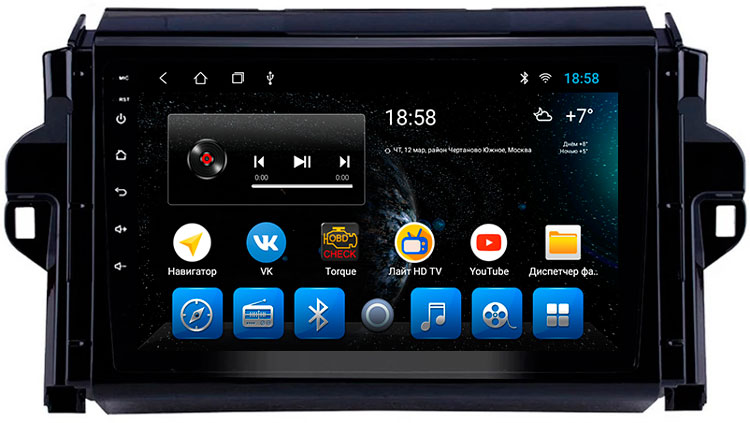 MIC
18:58
RST
18:58
+7°
ЧТ, 12 мар, район Чертаново Южное, Москва
Днём +8°
Ночью +5°
0:00
0:00
OBD
CHECK
Навигатор
VK
Torque
Лайт HD TV
YouTube
Диспетчер фа..